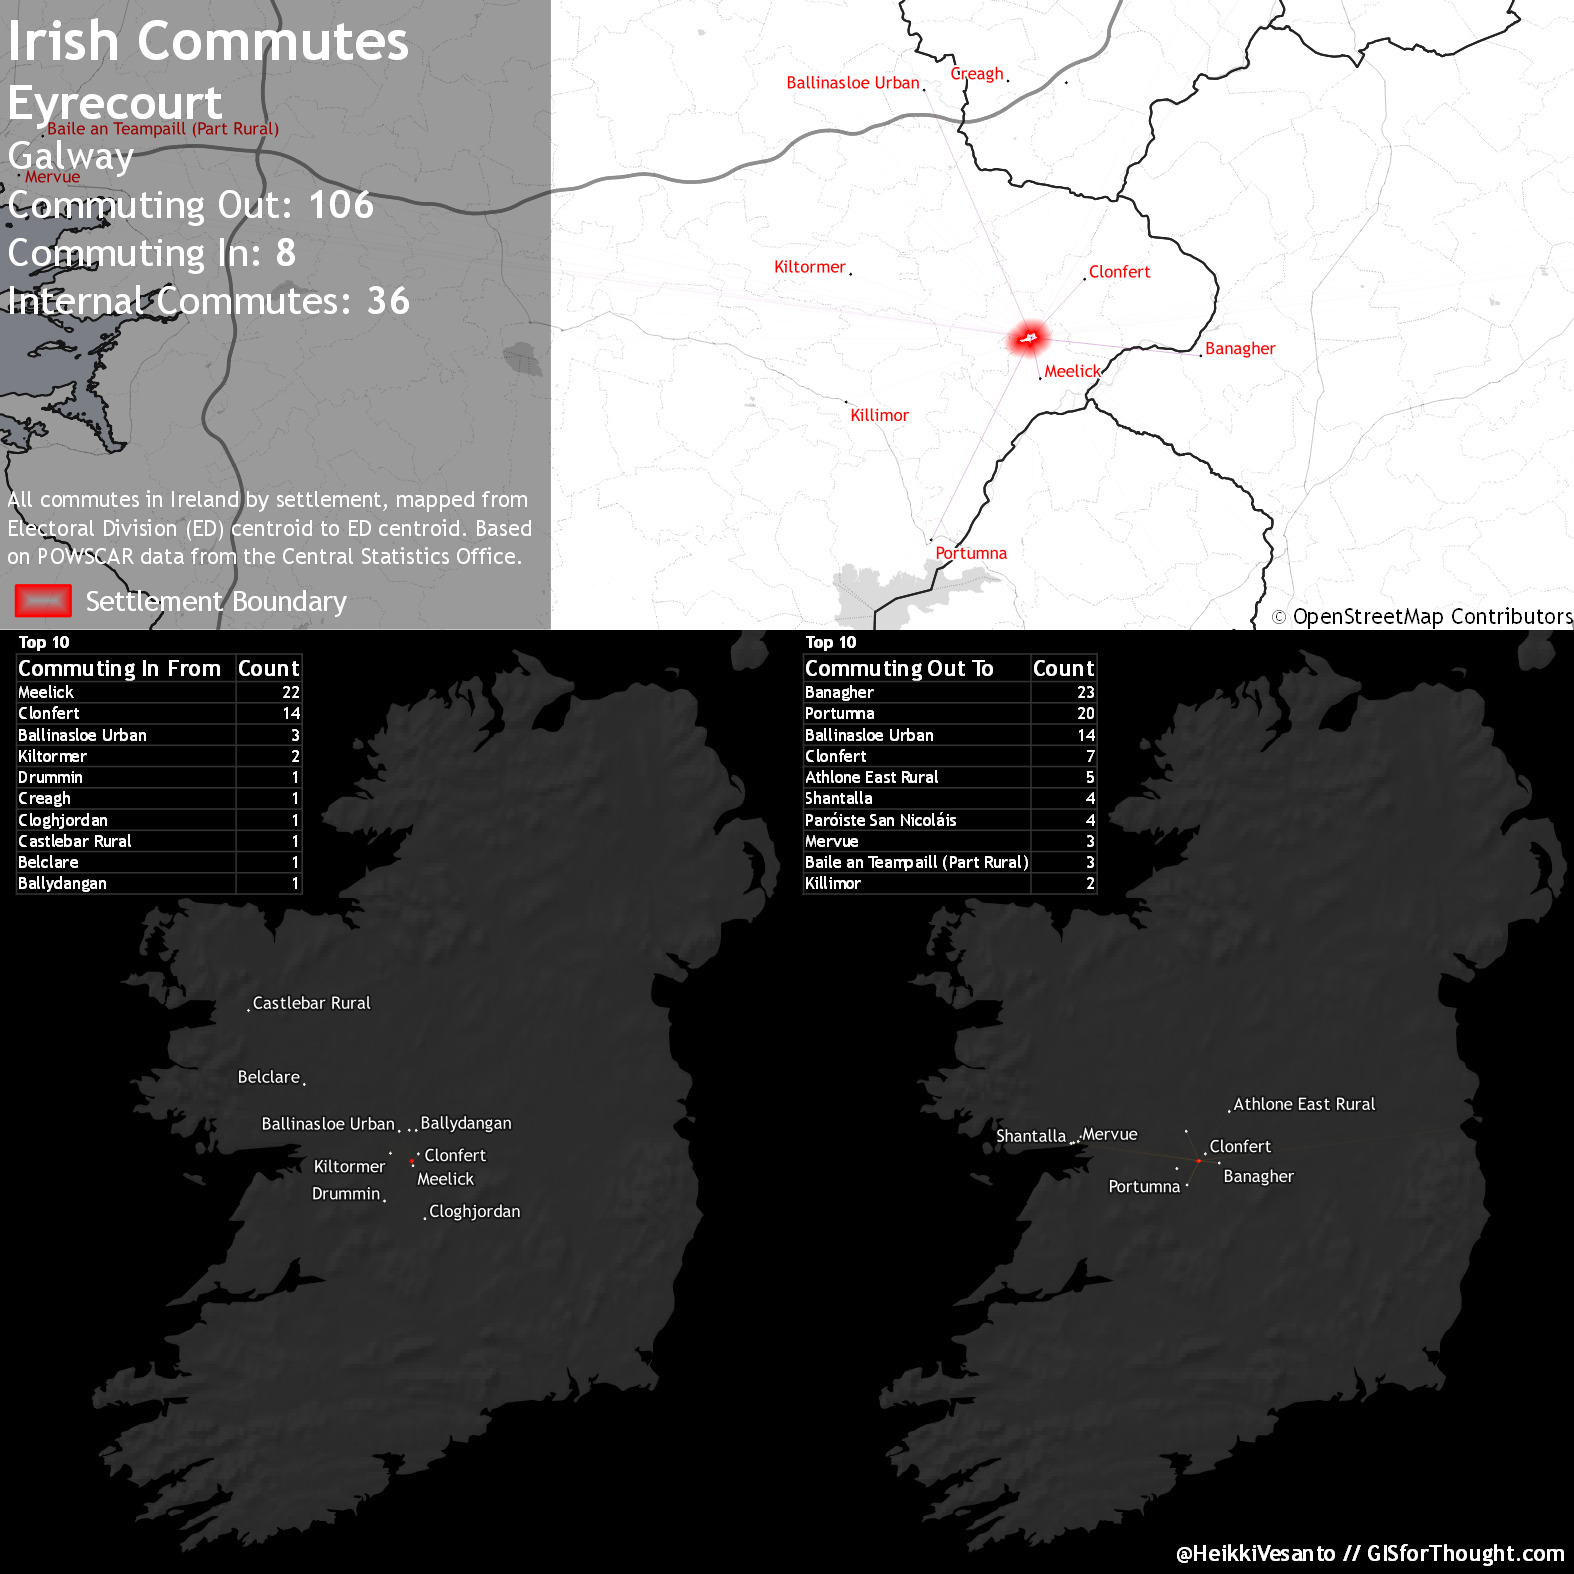 Irish Commutes
Eyrecourt
Baile an Teampaill (Part Rural)
Galway
Mervue
Commuting Out: 106
Commuting In: 8
Internal Commutes: 36
All commutes in Ireland by settlement, mapped from
Electoral Division (ED) centroid to ED centroid. Based
on POWSCAR data from the Central Statistics Office.
Settlement Boundary
Ballinasloe Urban
Creagh
Kiltormer
Clonfert
Banagher
Meelick
Killimor
Portumna
© OpenStreetMap Contributors
Top 10
Commuting In From Count
Meelick 22
Clonfert 14
Ballinasloe Urban 3
Kiltormer 2
Drummin 1
Creagh 1
Cloghjordan 1
Castlebar Rural 1
Belclare 1
Ballydangan 1
Castlebar Rural
Belclare
Ballinasloe Urban
Ballydangan
Clonfert
Kiltormer
Meelick
Drummin
Cloghjordan
Top 10
Commuting Out To Count
Banagher 23
Portumna 20
Ballinasloe Urban 14
Clonfert 7
Athlone East Rural 5
Shantalla 4
Paróiste San Nicoláis 4
Mervue 3
Baile an Teampaill (Part Rural) 3
Killimor 2
Athlone East Rural
Shantalla
Mervue
Clonfert
Banagher
Portumna
@HeikkiVesanto // GISforThought.com